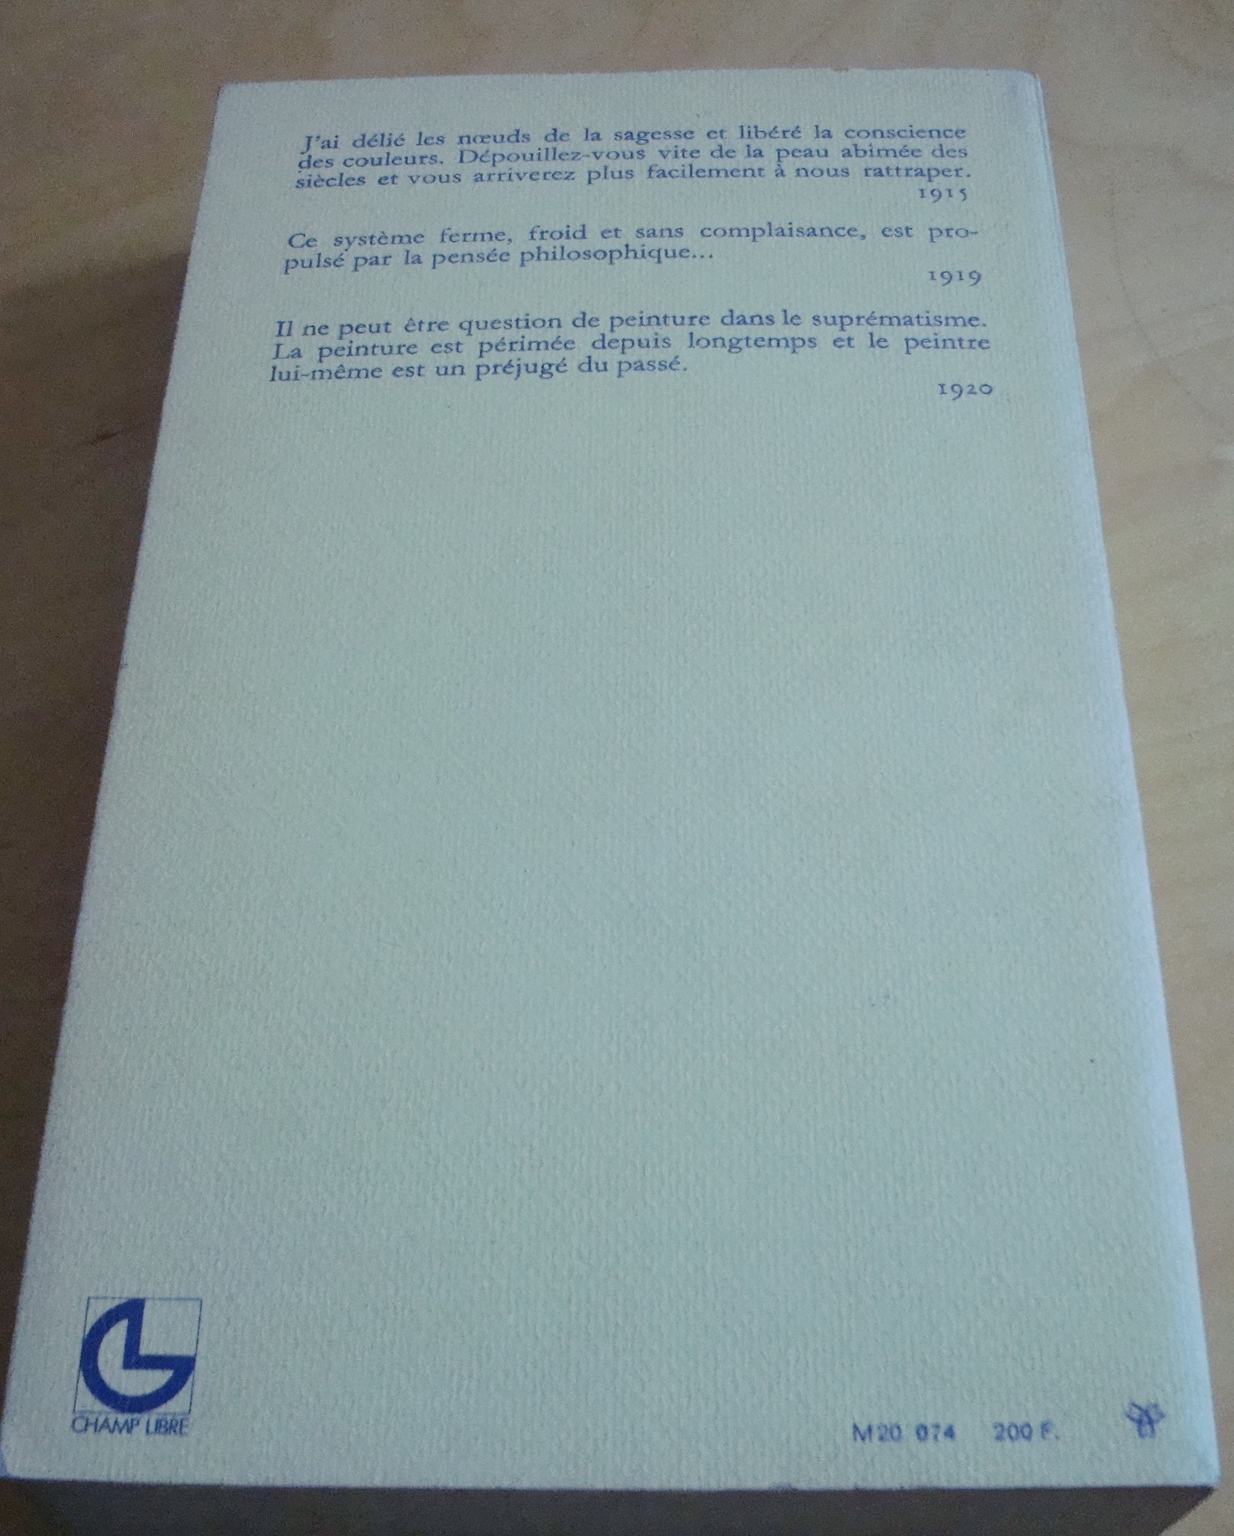 J'ai délié les nœuds de la sagesse et libéré la conscience
des couleurs. Dépouillez-vous vite de la peau abimée des
siècles et vous arriverez plus facilement à nous rattraper.
1915
Ce système ferme, froid et sans complaisance, est pro-
pulsé par la pensée philosophique...
1919
Il ne peut être question de peinture dans le suprématisme.
La peinture est périmée depuis longtemps et le peintre
lui-même est un préjugé du passé.
1920
CHAMP LIBRE
M 20 074 200 F.